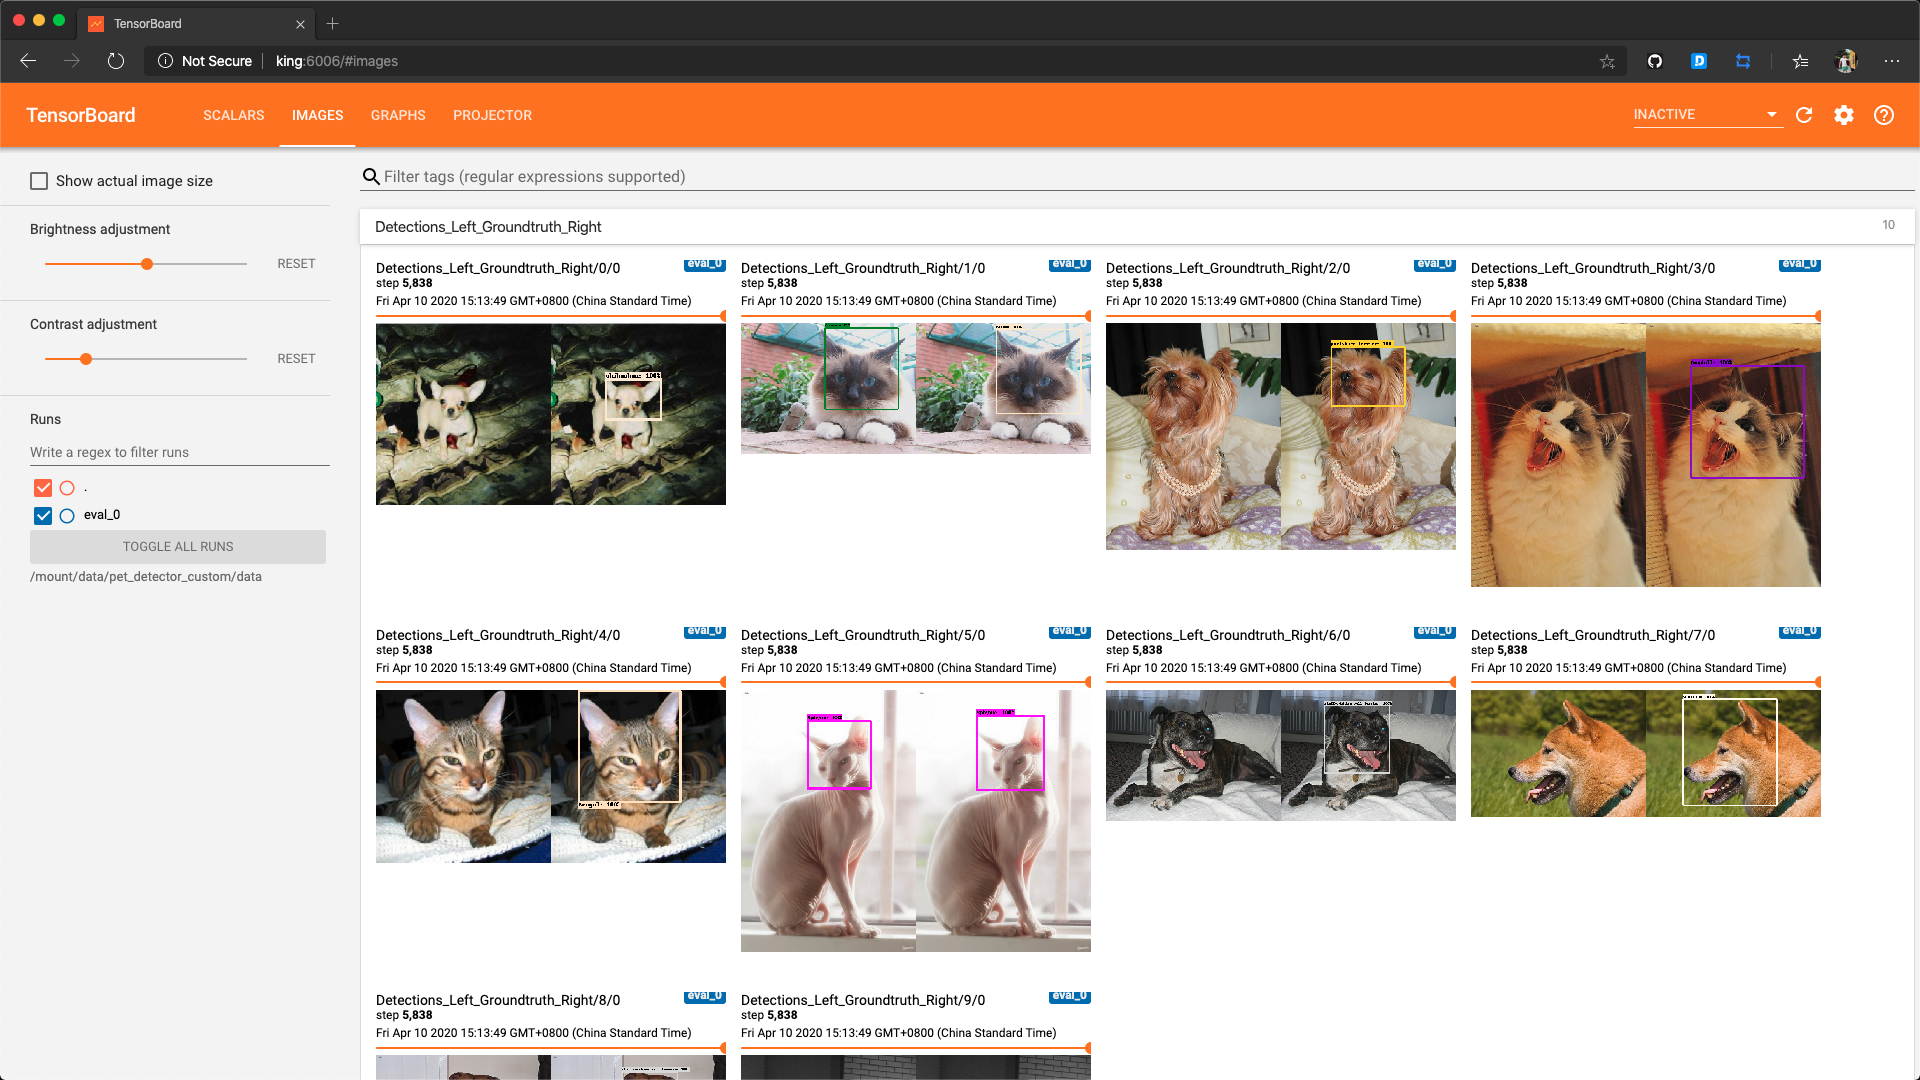 TensorBoard
Not Secure
king:6006/#images
TensorBoard
SCALARS
IMAGES
GRAPHS
PROJECTOR
INACTIVE
Show actual image size
Brightness adjustment
RESET
Contrast adjustment
RESET
Runs
Write a regex to filter runs
.
eval_0
TOGGLE ALL RUNS
/mount/data/pet_detector_custom/data
Filter tags (regular expressions supported)
Detections_Left_Groundtruth_Right
10
Detections_Left_Groundtruth_Right/0/0
eval_0
step 5,838
Fri Apr 10 2020 15:13:49 GMT+0800 (China Standard Time)
chihuahua: 100%
Detections_Left_Groundtruth_Right/1/0
eval_0
step 5,838
Fri Apr 10 2020 15:13:49 GMT+0800 (China Standard Time)
Detections_Left_Groundtruth_Right/2/0
eval_0
step 5,838
Fri Apr 10 2020 15:13:49 GMT+0800 (China Standard Time)
Detections_Left_Groundtruth_Right/3/0
eval_0
step 5,838
Fri Apr 10 2020 15:13:49 GMT+0800 (China Standard Time)
Detections_Left_Groundtruth_Right/4/0
eval_0
step 5,838
Fri Apr 10 2020 15:13:49 GMT+0800 (China Standard Time)
Bengal: 100%
Detections_Left_Groundtruth_Right/5/0
eval_0
step 5,838
Fri Apr 10 2020 15:13:49 GMT+0800 (China Standard Time)
Detections_Left_Groundtruth_Right/6/0
eval_0
step 5,838
Fri Apr 10 2020 15:13:49 GMT+0800 (China Standard Time)
Detections_Left_Groundtruth_Right/7/0
eval_0
step 5,838
Fri Apr 10 2020 15:13:49 GMT+0800 (China Standard Time)
Detections_Left_Groundtruth_Right/8/0
eval_0
step 5,838
Fri Apr 10 2020 15:13:49 GMT+0800 (China Standard Time)
Detections_Left_Groundtruth_Right/9/0
eval_0
step 5,838
Fri Apr 10 2020 15:13:49 GMT+0800 (China Standard Time)